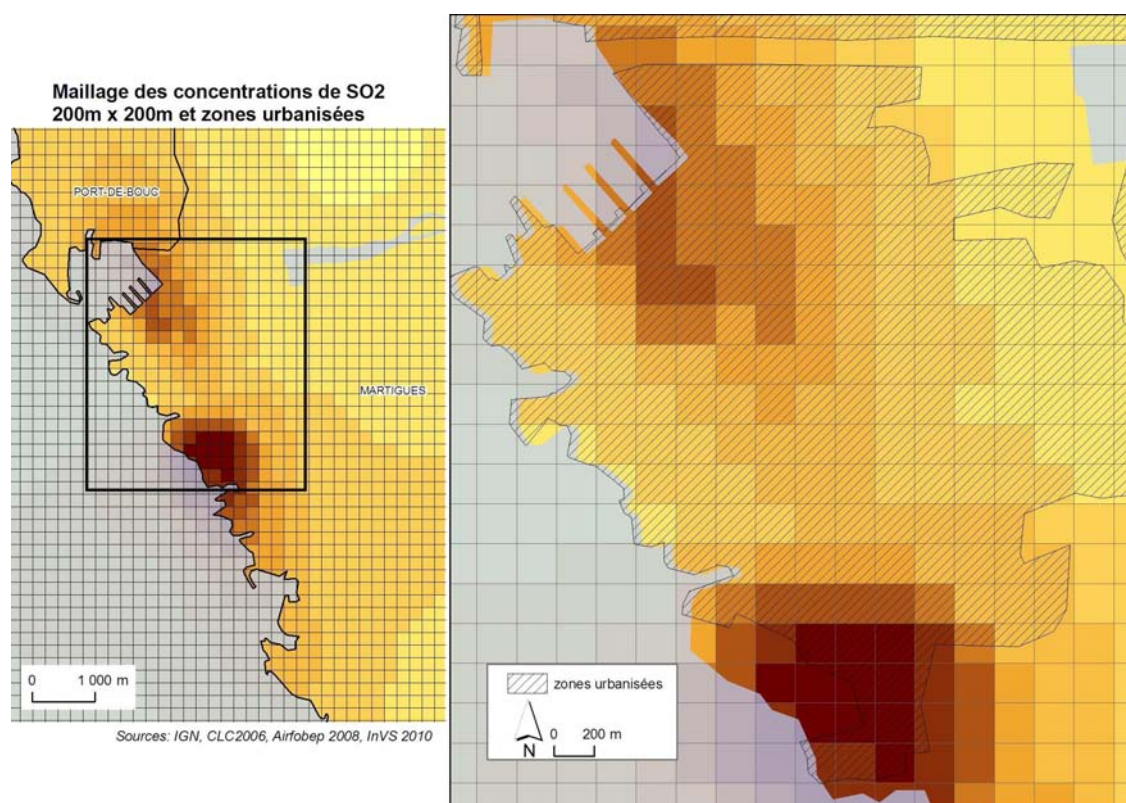 Maillage des concentrations de SO2
200m x 200m et zones urbanisées
PORT-DE-BOUC
MARTIGUES
0 1 000 m
Sources: IGN, CLC2006, Airfobep 2008, InVS 2010
zones urbanisées
N 0 200 m